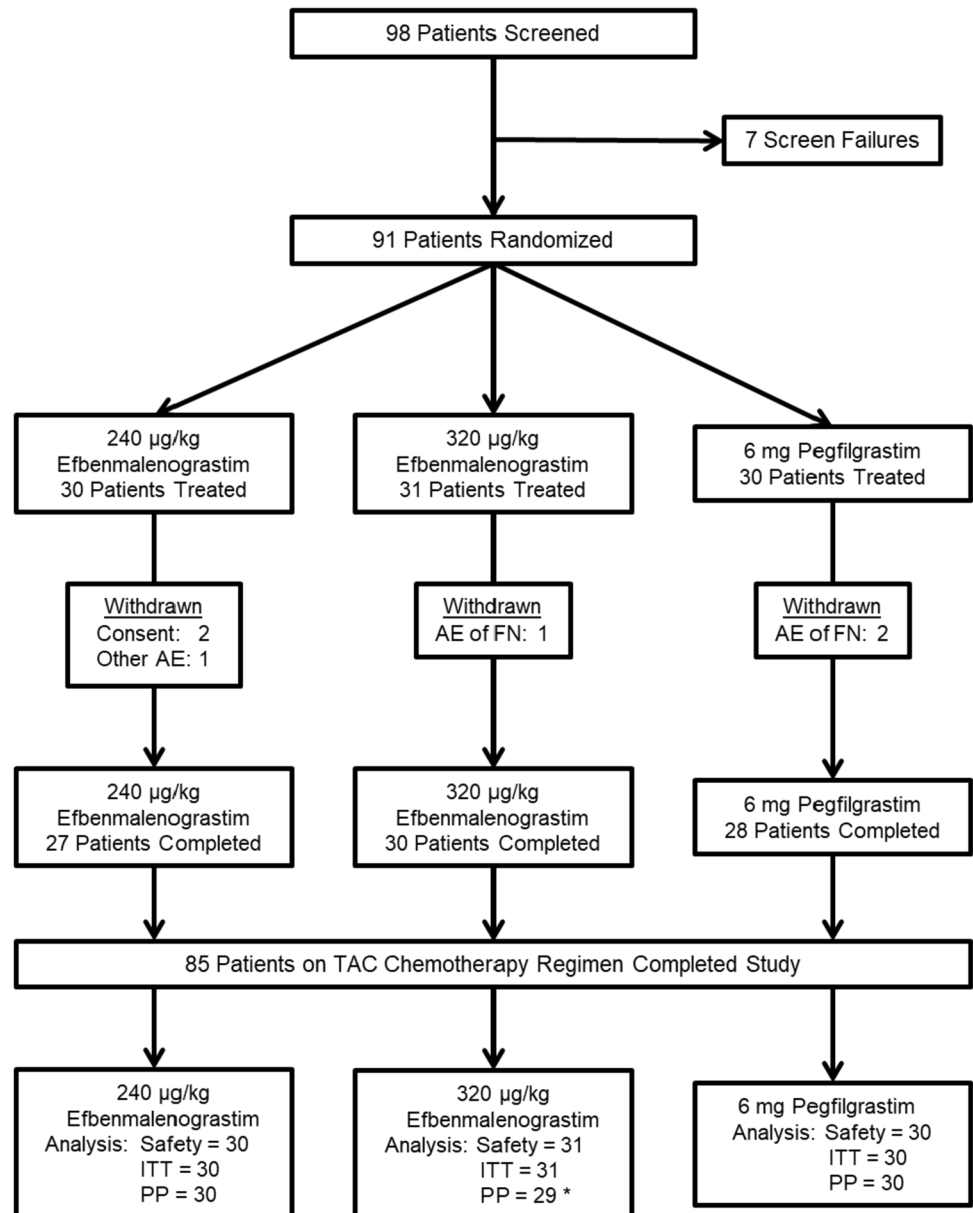 98 Patients Screened
7 Screen Failures
91 Patients Randomized
240 µg/kg
Efbenmalenograstim
30 Patients Treated
320 µg/kg
Efbenmalenograstim
31 Patients Treated
6 mg Pegfilgrastim
30 Patients Treated
Withdrawn
Consent: 2
Other AE: 1
Withdrawn
AE of FN: 1
Withdrawn
AE of FN: 2
240 µg/kg
Efbenmalenograstim
27 Patients Completed
320 µg/kg
Efbenmalenograstim
30 Patients Completed
6 mg Pegfilgrastim
28 Patients Completed
85 Patients on TAC Chemotherapy Regimen Completed Study
240 µg/kg
Efbenmalenograstim
Analysis: Safety = 30
ITT = 30
PP = 30
320 µg/kg
Efbenmalenograstim
Analysis: Safety = 31
ITT = 31
PP = 29 *
6 mg Pegfilgrastim
Analysis: Safety = 30
ITT = 30
PP = 30